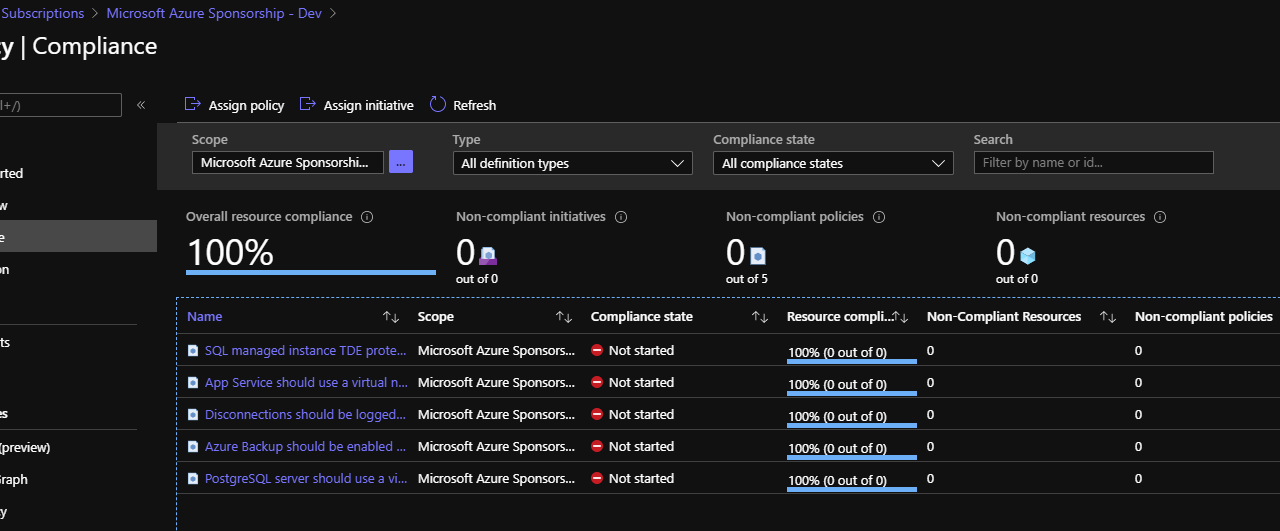 Subscriptions > Microsoft Azure Sponsorship - Dev >
y | Compliance
l+/) «
Assign policy Assign initiative Refresh
Scope Type Compliance state Search
Microsoft Azure Sponsorshi... ... All definition types All compliance states Filter by name or id...
rted
w
e
on
ts
es
(preview)
Graph
y
Overall resource compliance Non-compliant initiatives Non-compliant policies Non-compliant resources
100% 0 0 0
out of 0 out of 5 out of 0
Name Scope Compliance state Resource compli... Non-Compliant Resources Non-compliant policies
SQL managed instance TDE prote... Microsoft Azure Sponsors... Not started 100% (0 out of 0) 0 0
App Service should use a virtual n... Microsoft Azure Sponsors... Not started 100% (0 out of 0) 0 0
Disconnections should be logged... Microsoft Azure Sponsors... Not started 100% (0 out of 0) 0 0
Azure Backup should be enabled ... Microsoft Azure Sponsors... Not started 100% (0 out of 0) 0 0
PostgreSQL server should use a vi... Microsoft Azure Sponsors... Not started 100% (0 out of 0) 0 0